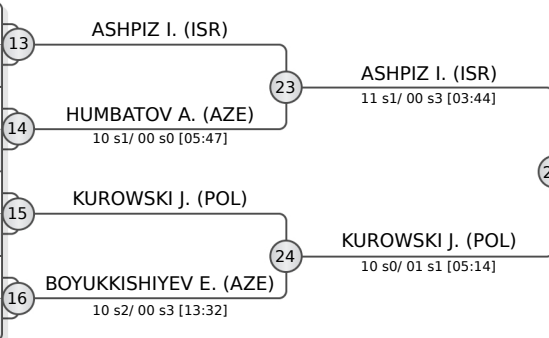 ASHPIZ I. (ISR)
13
23
ASHPIZ I. (ISR)
11 s1/ 00 s3 [03:44]
HUMBATOV A. (AZE)
14
10 s1/ 00 s0 [05:47]
KUROWSKI J. (POL)
15
24
KUROWSKI J. (POL)
10 s0/ 01 s1 [05:14]
BOYUKKISHIYEV E. (AZE)
16
10 s2/ 00 s3 [13:32]